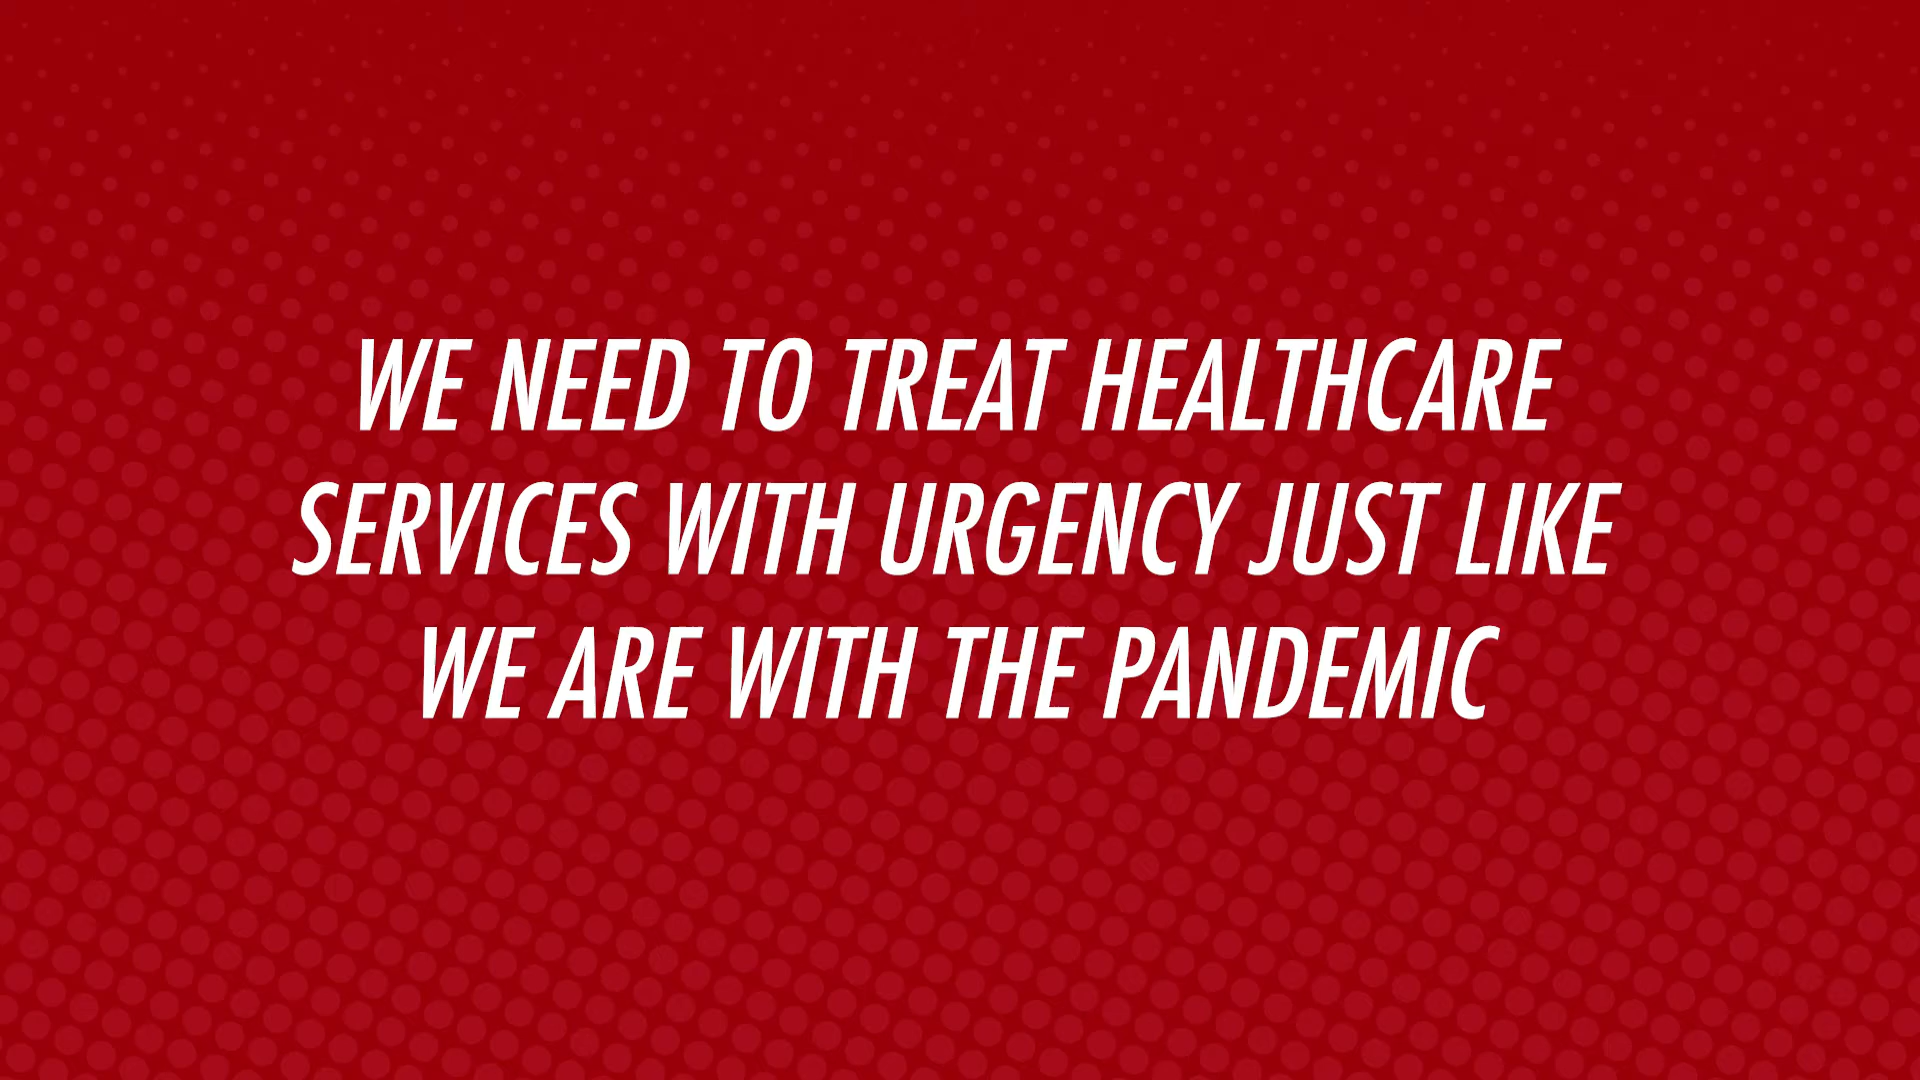 WE NEED TO TREAT HEALTHCARE
SERVICES WITH URGENCY JUST LIKE
WE ARE WITH THE PANDEMIC